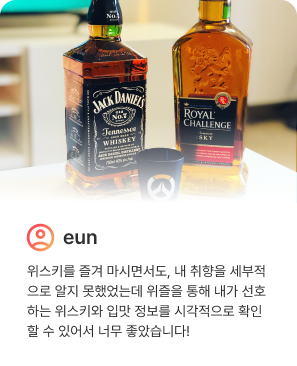 JACK DANIEL'S
OLD
No.7
Tennessee
WHISKEY
ROYAL
CHALLENGE
SKY
eun
위스키를 즐겨 마시면서도, 내 취향을 세부적
으로 알지 못했었는데 위즐을 통해 내가 선호
하는 위스키와 입맛 정보를 시각적으로 확인
할 수 있어서 너무 좋았습니다!